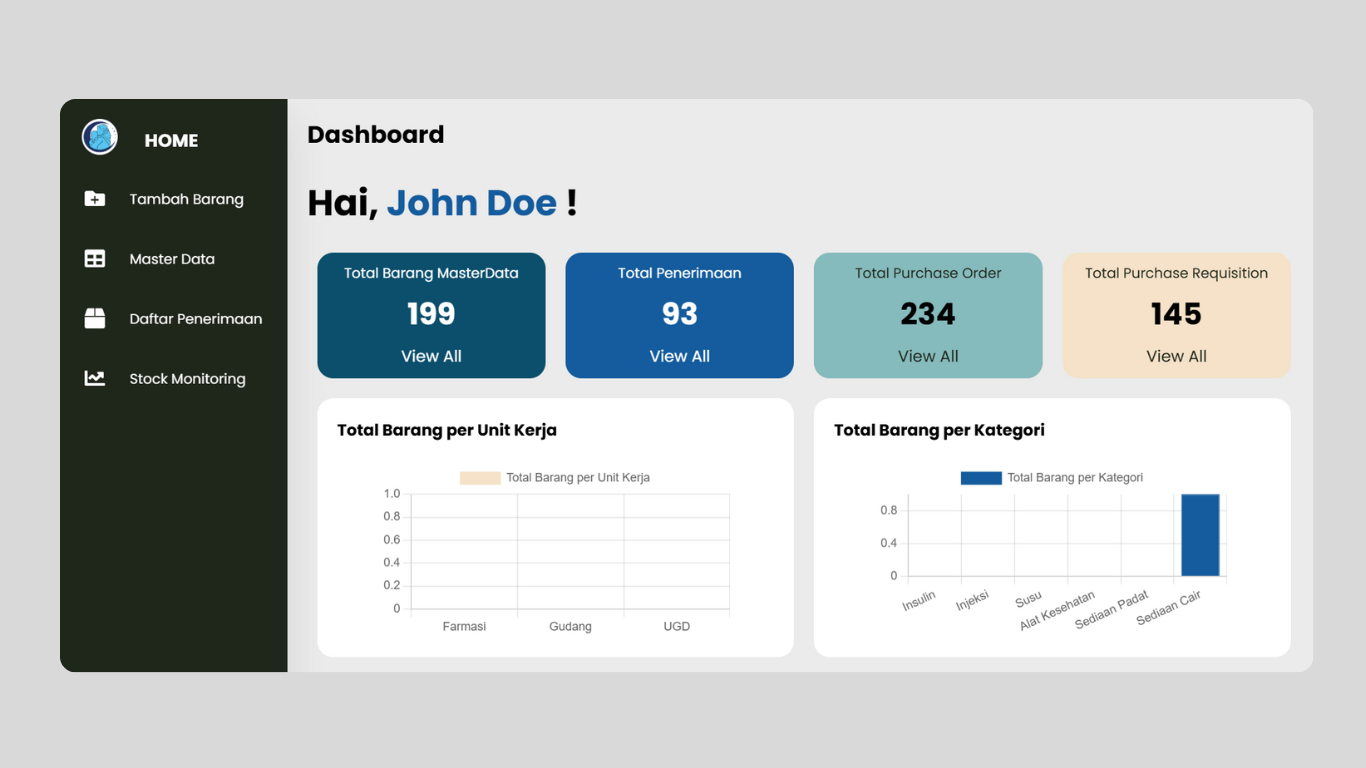 HOME
Tambah Barang
Master Data
Daftar Penerimaan
Stock Monitoring
Dashboard
Hai, John Doe !
Total Barang MasterData
199
View All
Total Penerimaan
93
View All
Total Purchase Order
234
View All
Total Purchase Requisition
145
View All
Total Barang per Unit Kerja
Total Barang per Unit Kerja
1.0
0.8
0.6
0.4
0.2
0
Farmasi
Gudang
UGD
Total Barang per Kategori
Total Barang per Kategori
0.8
0.4
0
Insulin
Injeksi
Susu
Alat Kesehatan
Sediaan Padat
Sediaan Cair